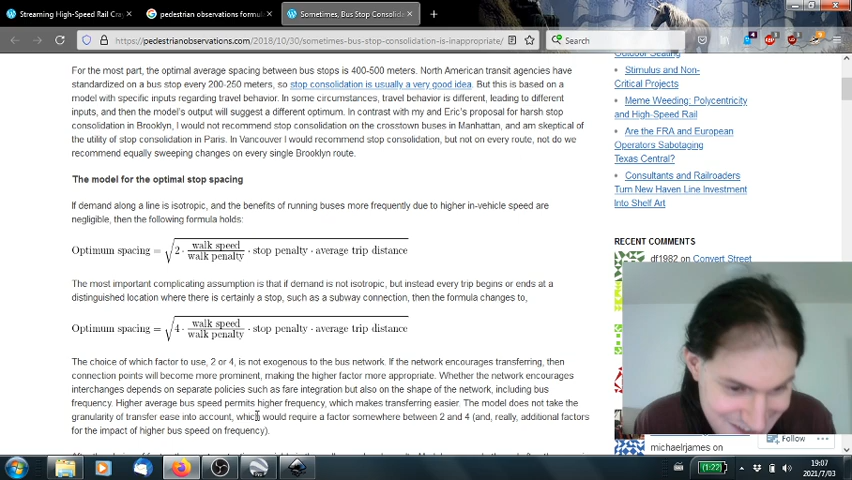 Streaming High-Speed Rail Cra
pedestrian observations formul
Sometimes, Bus Stop Consolida
https://pedestrianobservations.com/2018/10/30/sometimes-bus-stop-consolidation-is-inappropriate/
Search
For the most part, the optimal average spacing between bus stops is 400-500 meters. North American transit agencies have
standardized on a bus stop every 200-250 meters, so stop consolidation is usually a very good idea. But this is based on a
model with specific inputs regarding travel behavior. In some circumstances, travel behavior is different, leading to different
inputs, and then the model's output will suggest a different optimum. In contrast with my and Eric's proposal for harsh stop
consolidation in Brooklyn, I would not recommend stop consolidation on the crosstown buses in Manhattan, and am skeptical of
the utility of stop consolidation in Paris. In Vancouver I would recommend stop consolidation, but not on every route, not do we
recommend equally sweeping changes on every single Brooklyn route.
The model for the optimal stop spacing
If demand along a line is isotropic, and the benefits of running buses more frequently due to higher in-vehicle speed are
negligible, then the following formula holds:
Optimum spacing = √2 · walk speed / walk penalty · stop penalty · average trip distance
The most important complicating assumption is that if demand is not isotropic, but instead every trip begins or ends at a
distinguished location where there is certainly a stop, such as a subway connection, then the formula changes to,
Optimum spacing = √4 · walk speed / walk penalty · stop penalty · average trip distance
The choice of which factor to use, 2 or 4, is not exogenous to the bus network. If the network encourages transferring, then
connection points will become more prominent, making the higher factor more appropriate. Whether the network encourages
interchanges depends on separate policies such as fare integration but also on the shape of the network, including bus
frequency. Higher average bus speed permits higher frequency, which makes transferring easier. The model does not take the
granularity of transfer ease into account, which would require a factor somewhere between 2 and 4 (and, really, additional factors
for the impact of higher bus speed on frequency).
Stimulus and Non-
Critical Projects
Meme Weeding: Polycentricity
and High-Speed Rail
Are the FRA and European
Operators Sabotaging
Texas Central?
Consultants and Railroaders
Turn New Haven Line Investment
Into Shelf Art
RECENT COMMENTS
df1982 on Convert Street
michaelrjames on
Follow
(1:22)
19:07
2021/7/03